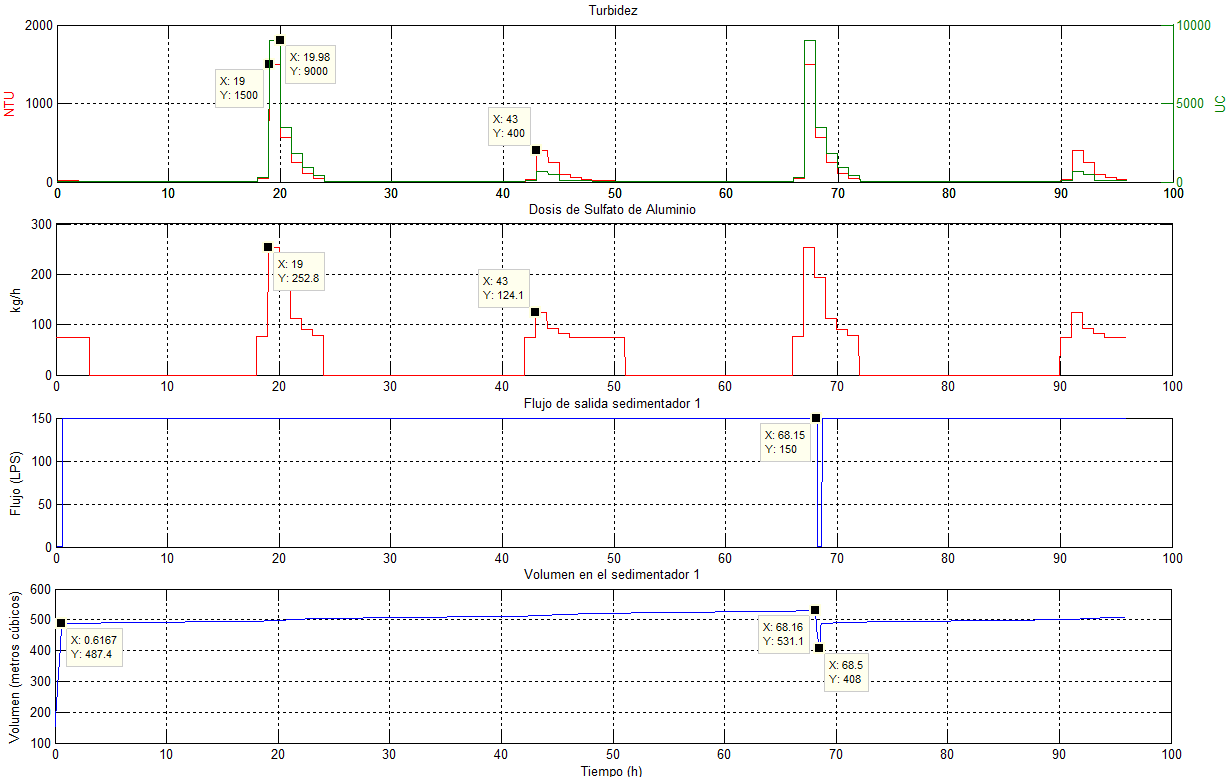 Turbidez
2000
1000
0
NTU
10000
5000
0
UC
X: 19.98
Y: 9000
X: 19
Y: 1500
X: 43
Y: 400
0 10 20 30 40 50 60 70 80 90 100
Dosis de Sulfato de Aluminio
300
200
100
0
kg/h
X: 19
Y: 252.8
X: 43
Y: 124.1
0 10 20 30 40 50 60 70 80 90 100
Flujo de salida sedimentador 1
150
100
50
0
Flujo (LPS)
X: 68.15
Y: 150
0 10 20 30 40 50 60 70 80 90 100
Volumen en el sedimentador 1
600
500
400
300
200
100
Volumen (metros cúbicos)
X: 0.6167
Y: 487.4
X: 68.16
Y: 531.1
X: 68.5
Y: 408
0 10 20 30 40 50 60 70 80 90 100
Tiempo (h)